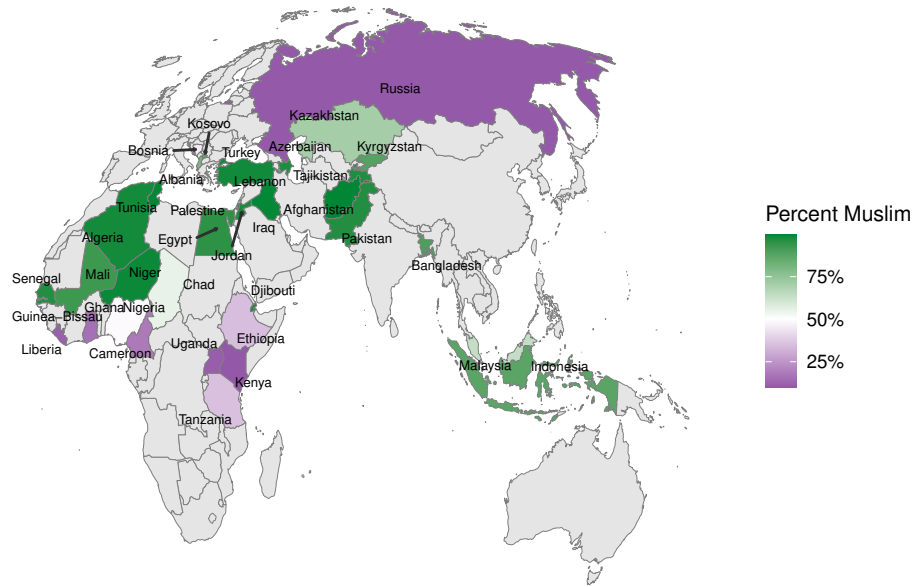 Russia
Kazakhstan
Kosovo
Bosnia
Azerbaijan
Kyrgyzstan
Turkey
Albania
Lebanon
Tajikistan
Tunisia
Palestine
Afghanistan
Algeria
Egypt
Iraq
Pakistan
Jordan
Bangladesh
Senegal
Mali
Niger
Chad
Djibouti
Guinea-Bissau
Ghana
Nigeria
Ethiopia
Liberia
Cameroon
Uganda
Kenya
Tanzania
Malaysia
Indonesia
Percent Muslim
75%
50%
25%